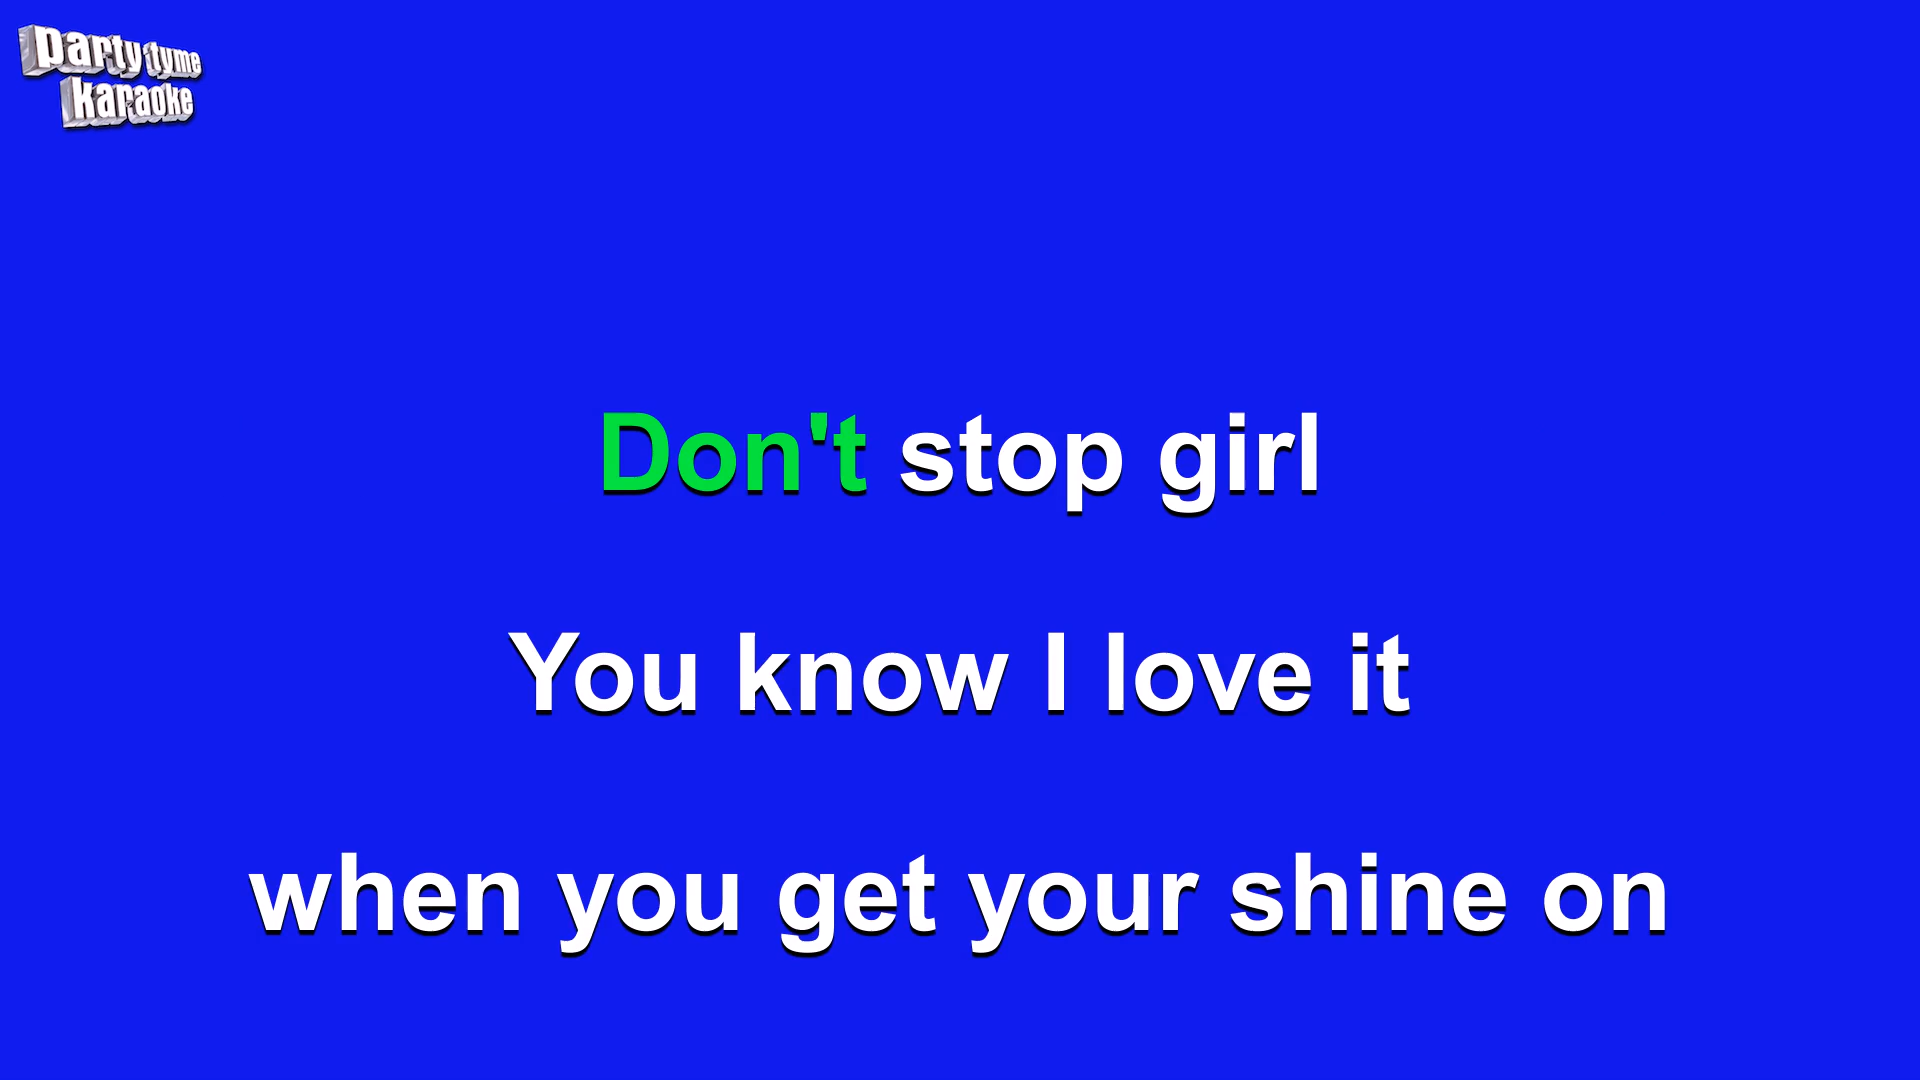 party tyme
karaoke
Don't stop girl
You know I love it
when you get your shine on